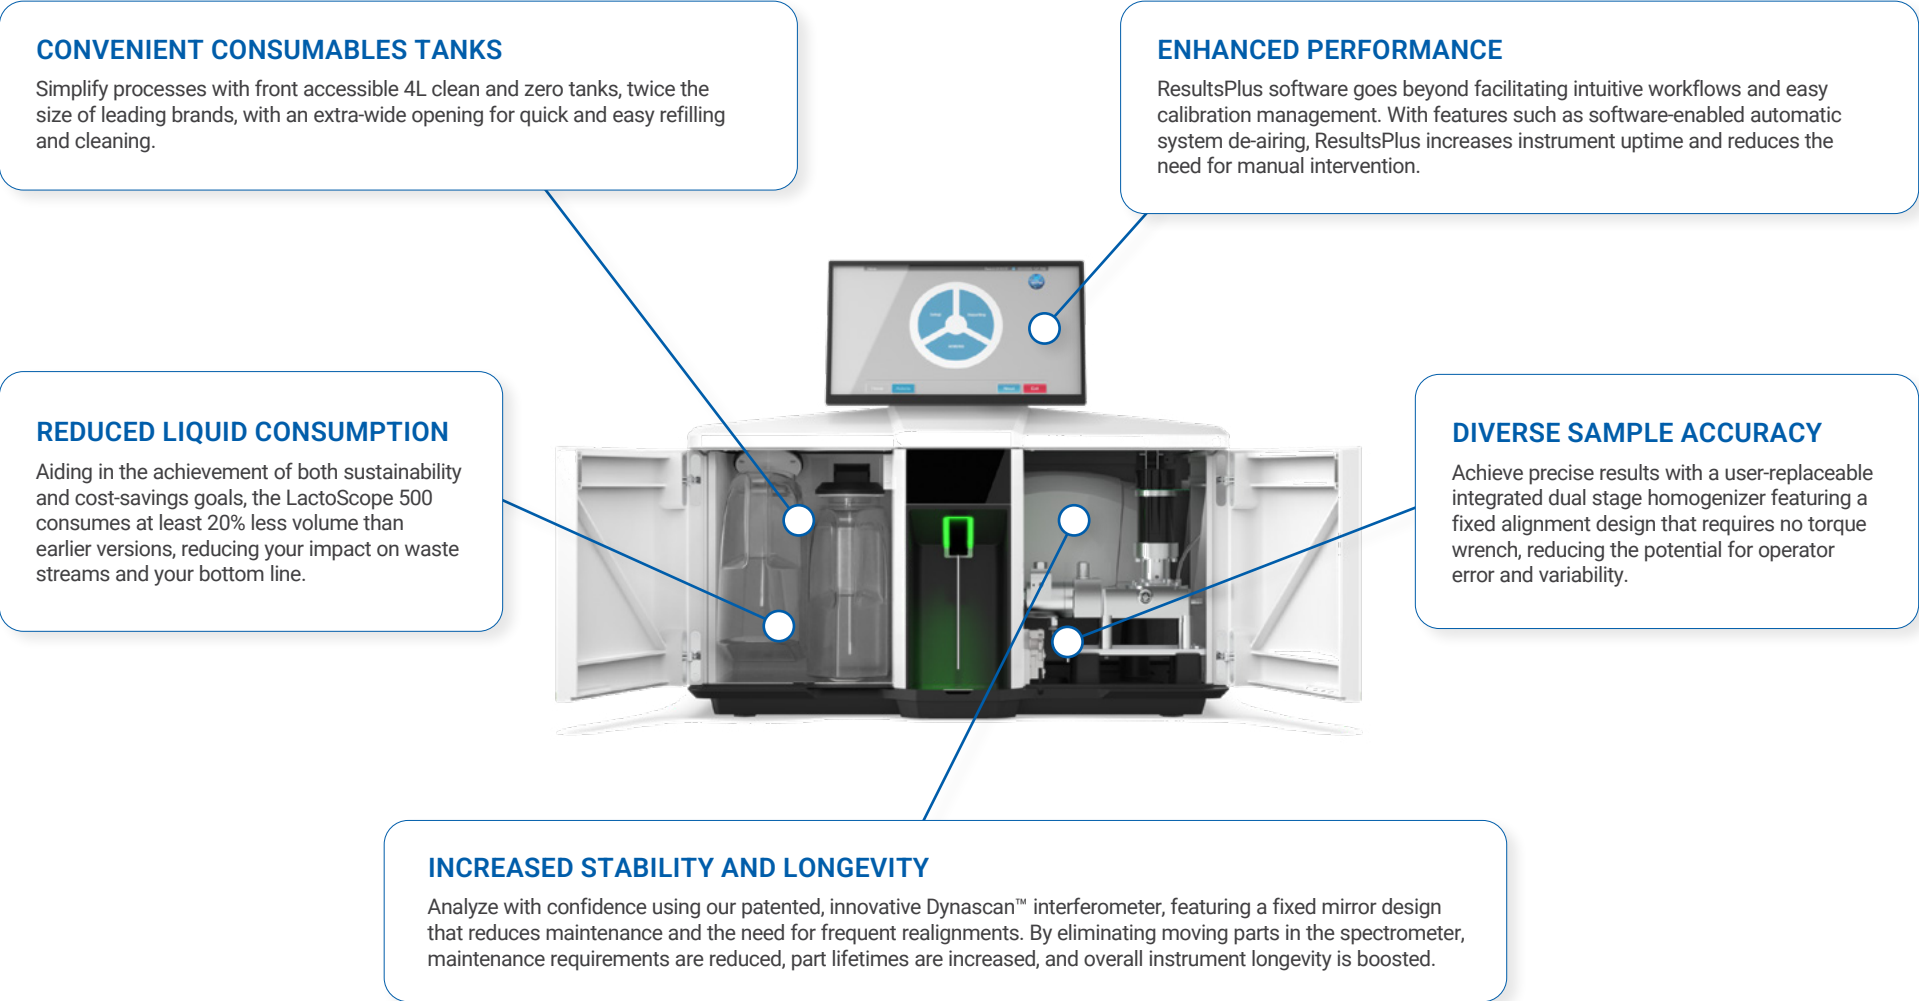 CONVENIENT CONSUMABLES TANKS
Simplify processes with front accessible 4L clean and zero tanks, twice the
size of leading brands, with an extra-wide opening for quick and easy refilling
and cleaning.
ENHANCED PERFORMANCE
ResultsPlus software goes beyond facilitating intuitive workflows and easy
calibration management. With features such as software-enabled automatic
system de-airing, ResultsPlus increases instrument uptime and reduces the
need for manual intervention.
REDUCED LIQUID CONSUMPTION
Aiding in the achievement of both sustainability
and cost-savings goals, the LactoScope 500
consumes at least 20% less volume than
earlier versions, reducing your impact on waste
streams and your bottom line.
DIVERSE SAMPLE ACCURACY
Achieve precise results with a user-replaceable
integrated dual stage homogenizer featuring a
fixed alignment design that requires no torque
wrench, reducing the potential for operator
error and variability.
INCREASED STABILITY AND LONGEVITY
Analyze with confidence using our patented, innovative Dynascan™ interferometer, featuring a fixed mirror design
that reduces maintenance and the need for frequent realignments. By eliminating moving parts in the spectrometer,
maintenance requirements are reduced, part lifetimes are increased, and overall instrument longevity is boosted.